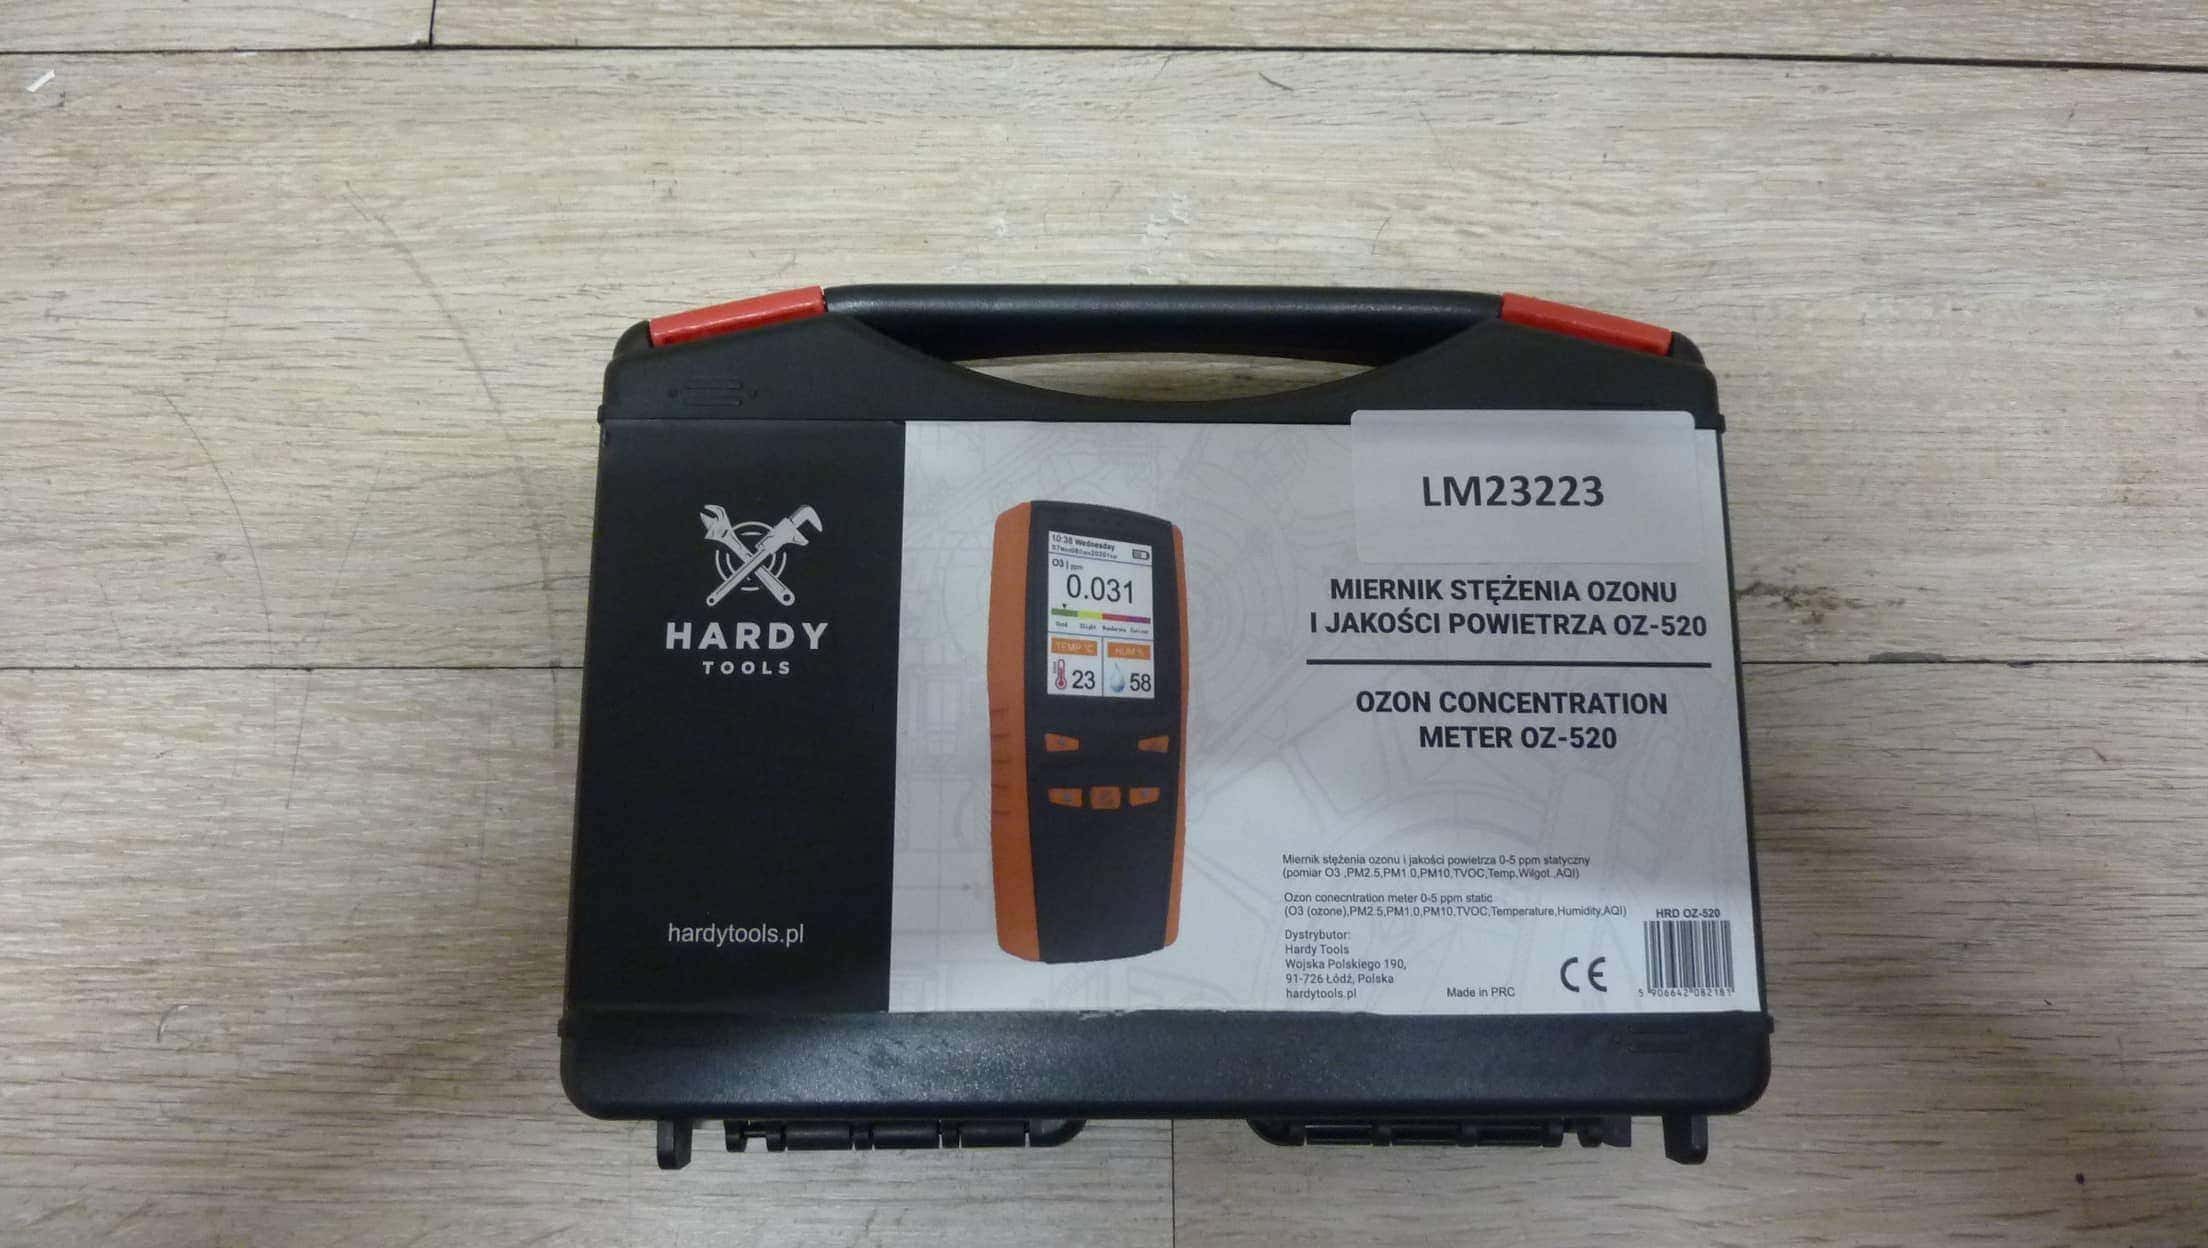 HARDY
TOOLS
hardytools.pl
10:38 Wednesday
O3 | ppm
0.031
TEMP °C
HUM %
23
58
LM23223
MIERNIK STĘŻENIA OZONU
I JAKOŚCI POWIETRZA OZ-520
OZON CONCENTRATION
METER OZ-520
Miernik stężenia ozonu i jakości powietrza 0-5 ppm statyczny
(pomiar O3 ,PM2.5,PM1.0,PM10,TVOC,Temp,Wilgot.,AQI)
Ozon conecntration meter 0-5 ppm static
(O3 (ozone),PM2.5,PM1,0,PM10,TVOC,Temperature,Humidity,AQI)
Dystrybutor:
Hardy Tools
Wojska Polskiego 190,
91-726 Łódź, Polska
hardytools.pl
Made in PRC
CE
HRD OZ-520
5 906642 082181